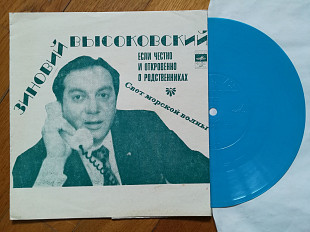 ЗИНОВИЙ ВЫСОКОВСКИЙ
ЕСЛИ ЧЕСТНО
И ОТКРОВЕННО
О РОДСТВЕННИКАХ
Свет морской волны